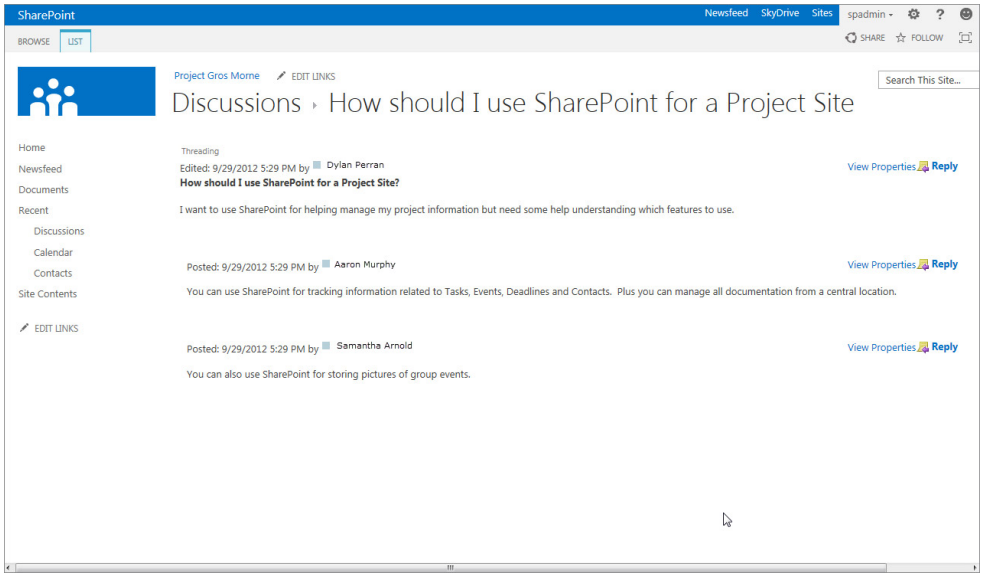 SharePoint Newsfeed SkyDrive Sites spadmin ?
BROWSE LIST SHARE FOLLOW
Project Gros Morne EDIT LINKS
Search This Site...
Discussions How should I use SharePoint for a Project Site
Home
Newsfeed
Documents
Recent
Discussions
Calendar
Contacts
Site Contents
EDIT LINKS
Threading
Edited: 9/29/2012 5:29 PM by Dylan Perran View Properties Reply
How should I use SharePoint for a Project Site?
I want to use SharePoint for helping manage my project information but need some help understanding which features to use.
Posted: 9/29/2012 5:29 PM by Aaron Murphy View Properties Reply
You can use SharePoint for tracking information related to Tasks, Events, Deadlines and Contacts. Plus you can manage all documentation from a central location.
Posted: 9/29/2012 5:29 PM by Samantha Arnold View Properties Reply
You can also use SharePoint for storing pictures of group events.